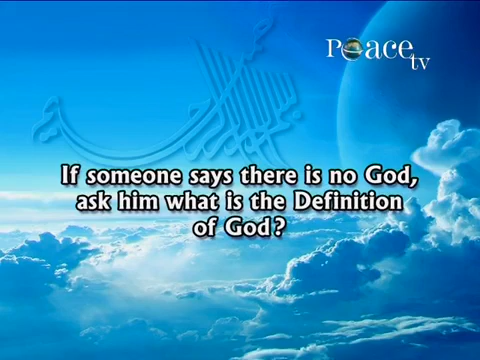 Peace tv
If someone says there is no God,
ask him what is the Definition
of God?